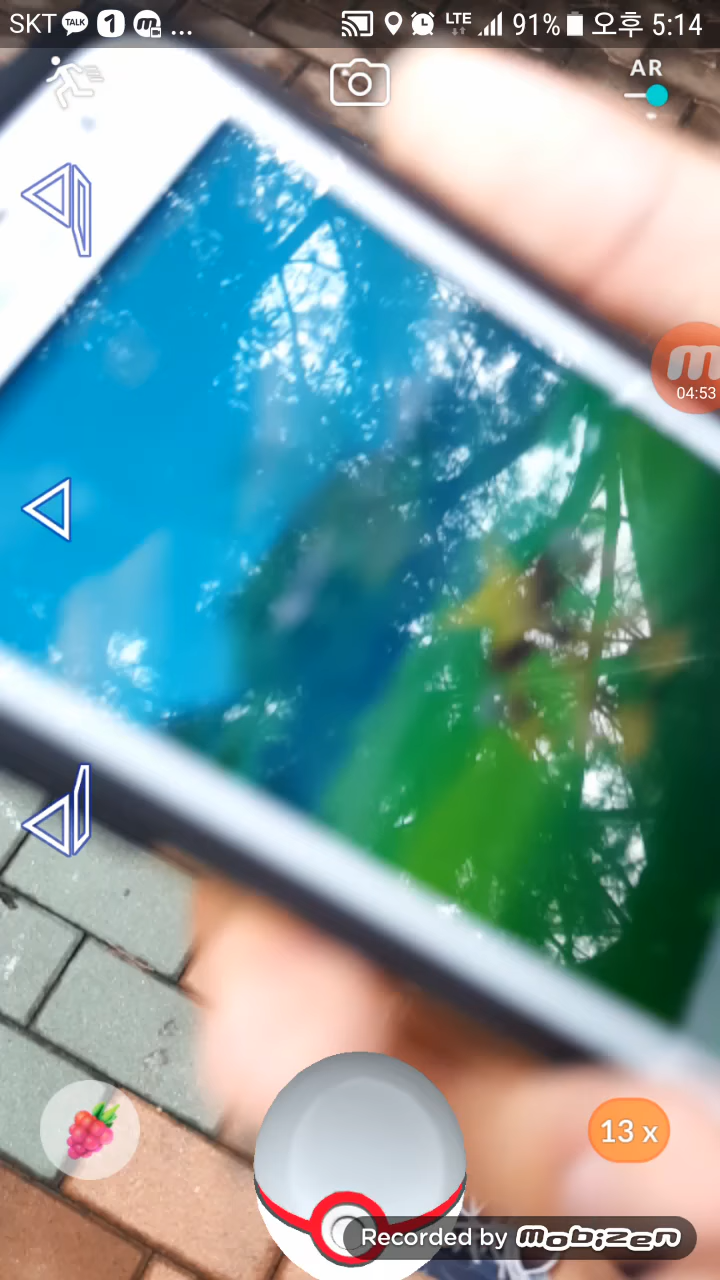 SKT TALK 1 m ... LTE 91% 오후 5:14
AR
m
04:53
13 x
Recorded by mobizen